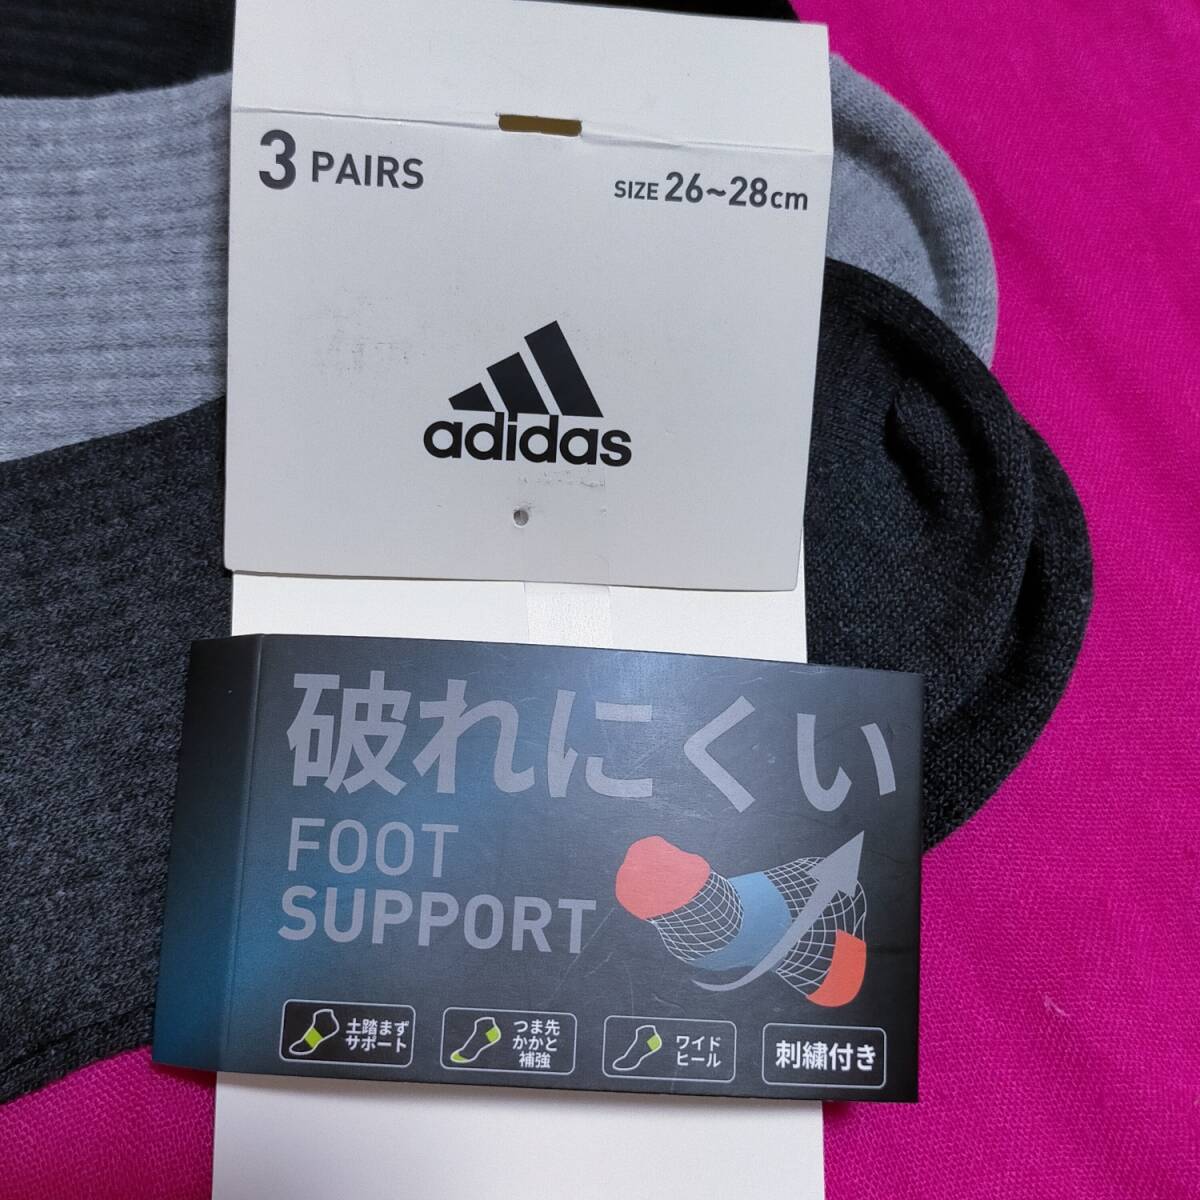 3 PAIRS
SIZE 26~28cm
adidas
破れにくい
FOOT
SUPPORT
土踏まず
サポート
つま先
かかと
補強
ワイド
ヒール
刺繍付き